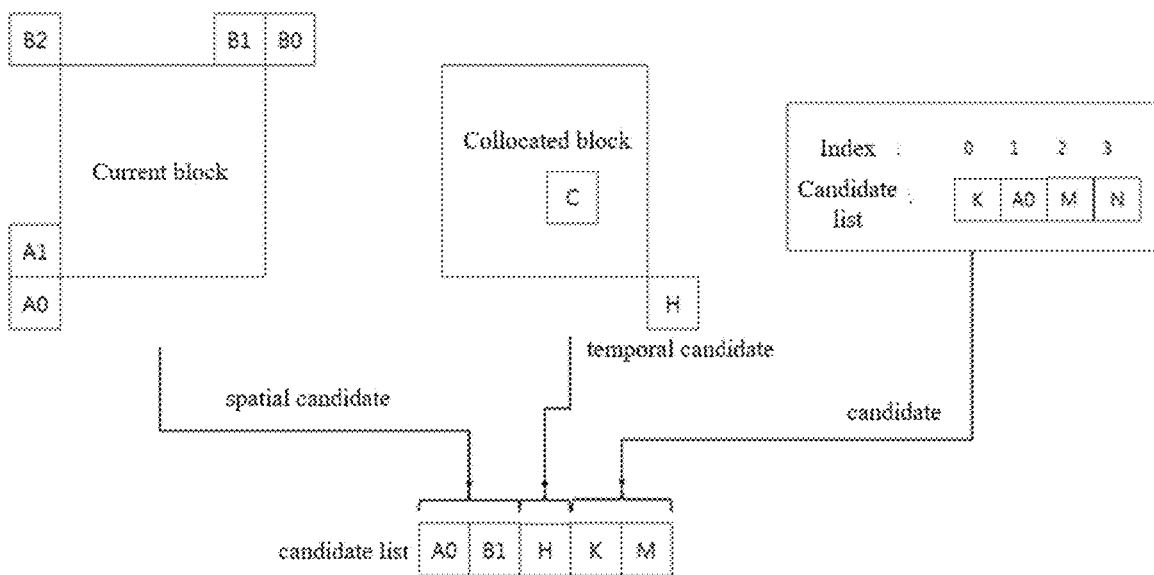 B2 B1 B0
Current block
A1
A0
Collocated block
C
H
Index : 0 1 2 3
Candidate list : K A0 M N
temporal candidate
spatial candidate
candidate
candidate list A0 B1 H K M